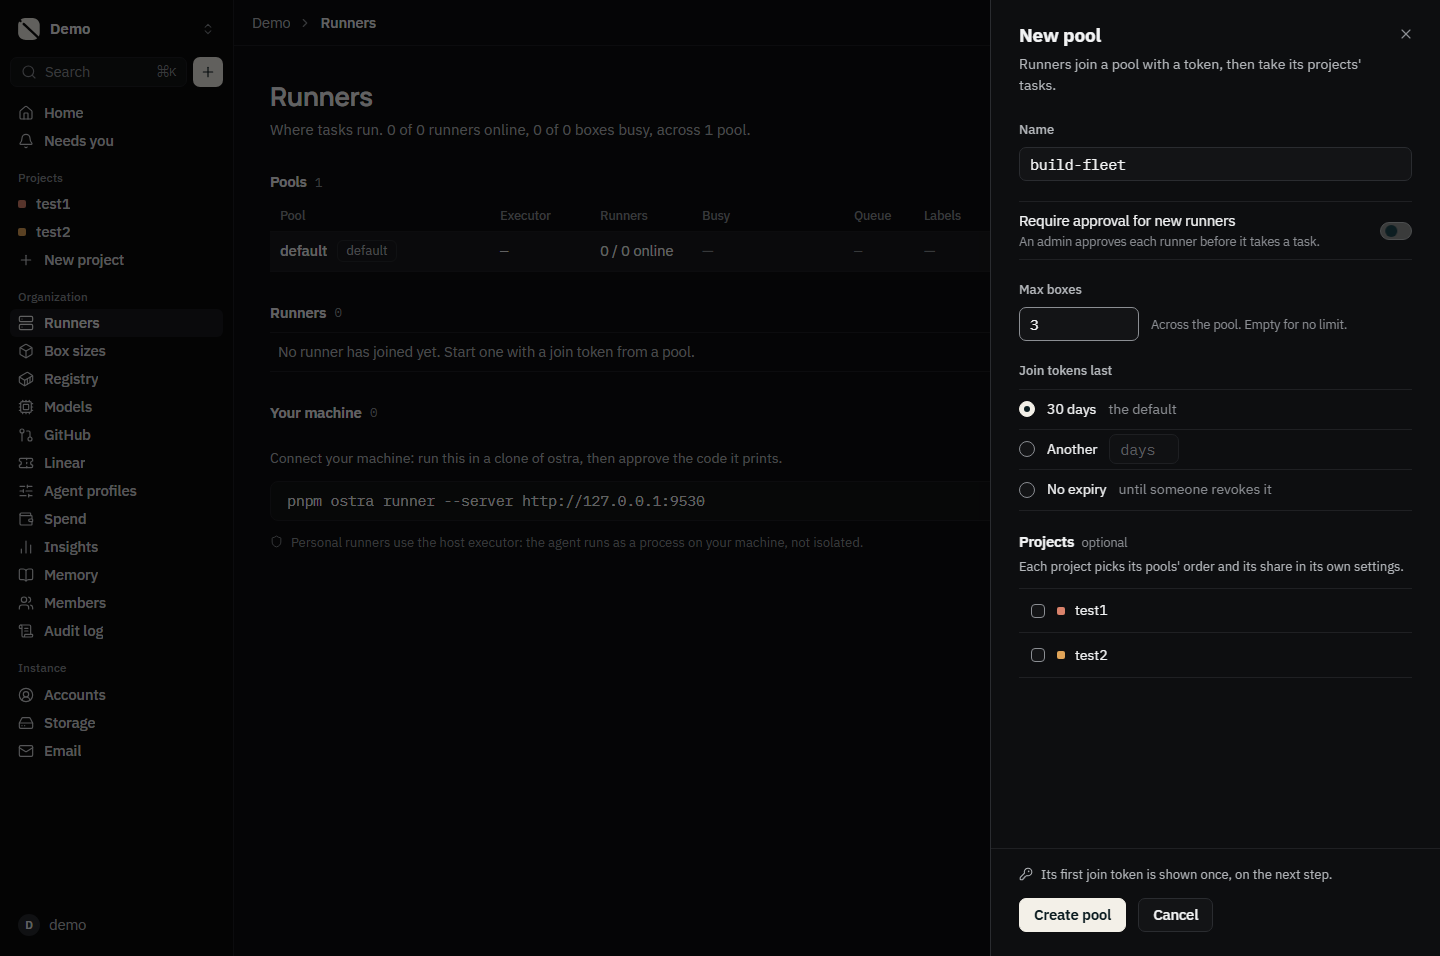 Demo
Search ⌘K
+
Home
Needs you
Projects
test1
test2
New project
Organization
Runners
Box sizes
Registry
Models
GitHub
Linear
Agent profiles
Spend
Insights
Memory
Members
Audit log
Instance
Accounts
Storage
Email
D demo
Demo > Runners
Runners
Where tasks run. 0 of 0 runners online, 0 of 0 boxes busy, across 1 pool.
Pools 1
Pool Executor Runners Busy Queue Labels
default default — 0 / 0 online — — —
Runners 0
No runner has joined yet. Start one with a join token from a pool.
Your machine 0
Connect your machine: run this in a clone of ostra, then approve the code it prints.
pnpm ostra runner --server http://127.0.0.1:9530
Personal runners use the host executor: the agent runs as a process on your machine, not isolated.
New pool
Runners join a pool with a token, then take its projects'
tasks.
Name
build-fleet
Require approval for new runners
An admin approves each runner before it takes a task.
Max boxes
3 Across the pool. Empty for no limit.
Join tokens last
30 days the default
Another days
No expiry until someone revokes it
Projects optional
Each project picks its pools' order and its share in its own settings.
test1
test2
Its first join token is shown once, on the next step.
Create pool Cancel